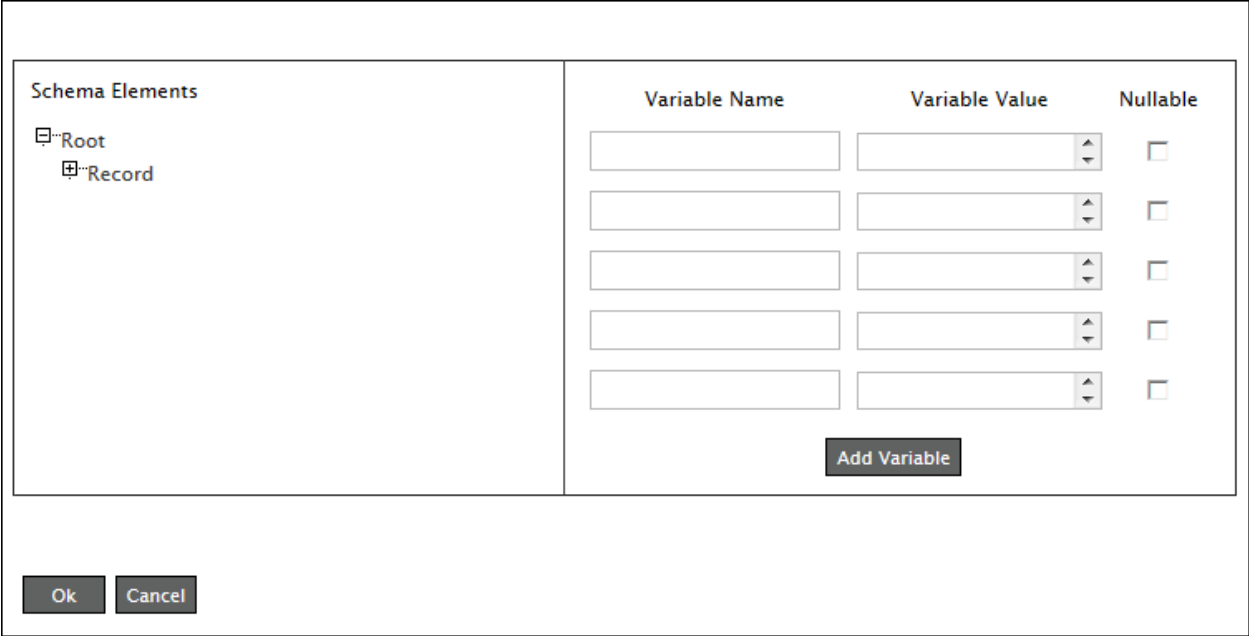 Schema Elements
Root
Record
Variable Name Variable Value Nullable
Add Variable
Ok Cancel